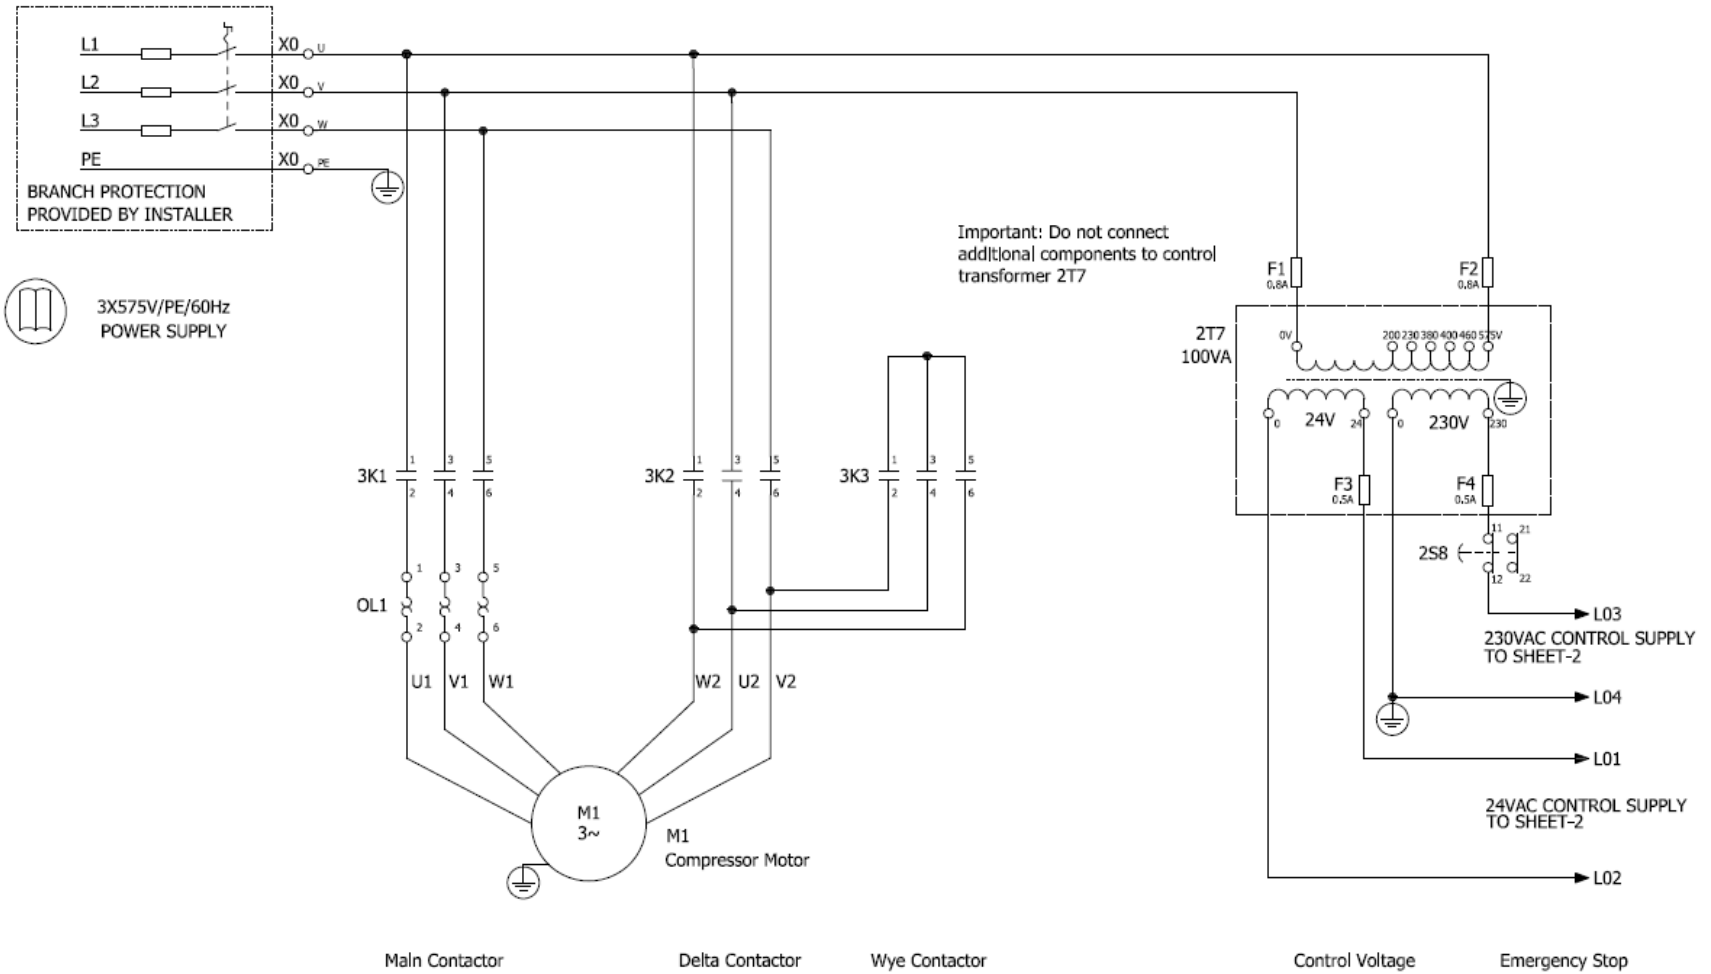 L1 X0 U
L2 X0 V
L3 X0 W
PE X0 PE
BRANCH PROTECTION
PROVIDED BY INSTALLER
3X575V/PE/60Hz
POWER SUPPLY
Important: Do not connect
additional components to control
transformer 2T7
F1
0.8A
F2
0.8A
2T7
100VA
0V 200 230 380 400 460 575V
24V
0 24
230V
0 230
F3
0.5A
F4
0.5A
3K1 1 3 5
2 4 6
3K2 1 3 5
2 4 6
3K3 1 3 5
2 4 6
2S8 11 21
12 22
OL1 1 3 5
2 4 6
L03
230VAC CONTROL SUPPLY
TO SHEET-2
U1 V1 W1
W2 U2 V2
L04
L01
24VAC CONTROL SUPPLY
TO SHEET-2
M1
3~
M1
Compressor Motor
L02
Main Contactor
Delta Contactor
Wye Contactor
Control Voltage
Emergency Stop